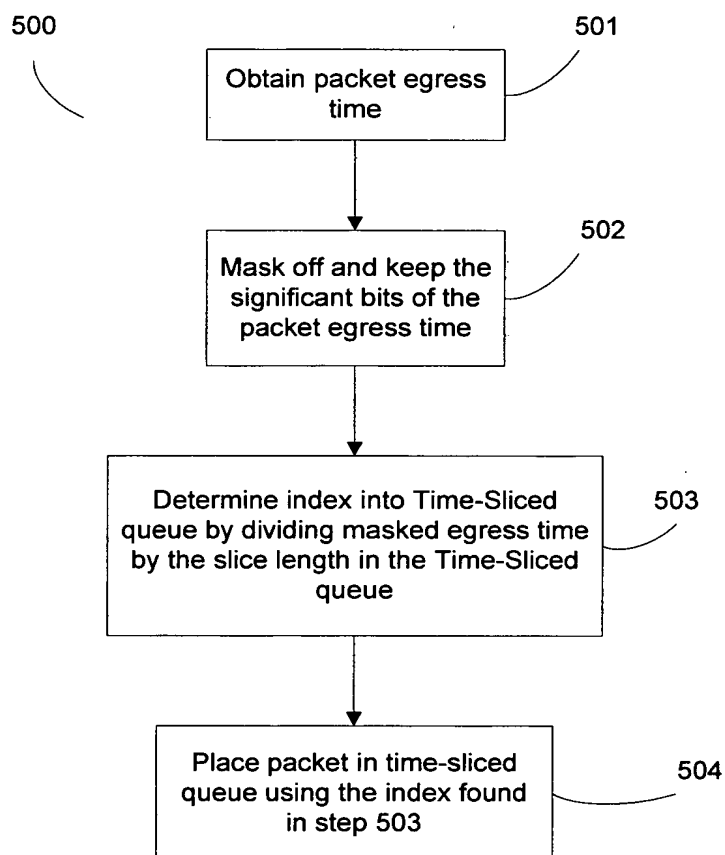 500
501
Obtain packet egress
time
502
Mask off and keep the
significant bits of the
packet egress time
503
Determine index into Time-Sliced
queue by dividing masked egress time
by the slice length in the Time-Sliced
queue
504
Place packet in time-sliced
queue using the index found
in step 503